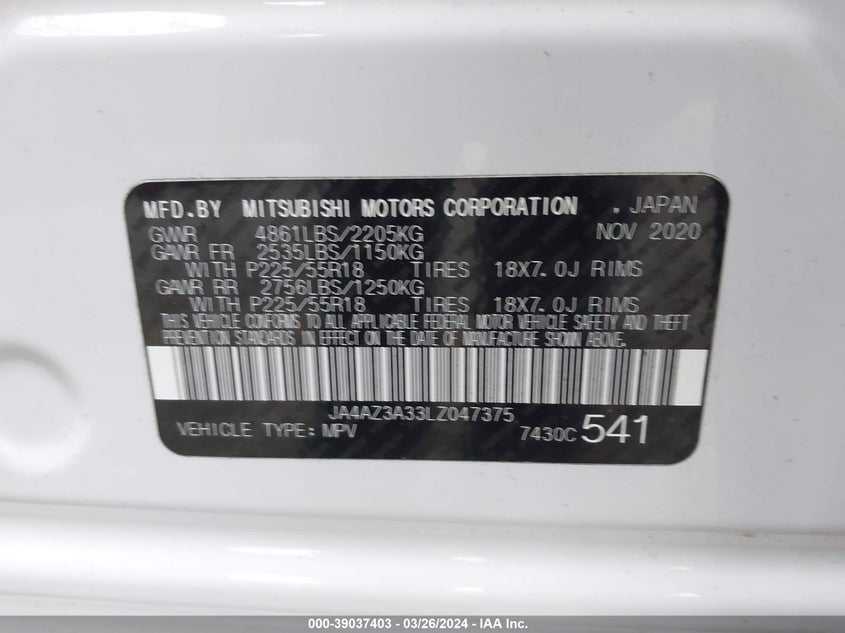 MFD.BY MITSUBISHI MOTORS CORPORATION . JAPAN
GVWR 4861LBS/2205KG NOV 2020
GAWR FR 2535LBS/1150KG
WITH P225/55R18 TIRES 18X7.0J RIMS
GAWR RR 2756LBS/1250KG
WITH P225/55R18 TIRES 18X7.0J RIMS
THIS VEHICLE CONFORMS TO ALL APPLICABLE FEDERAL MOTOR VEHICLE SAFETY AND THEFT
PREVENTION STANDARDS IN EFFECT ON THE DATE OF MANUFACTURE SHOWN ABOVE.
JA4AZ3A33LZ047375
VEHICLE TYPE: MPV 7430C 541
000-39037403 - 03/26/2024 - IAA Inc.